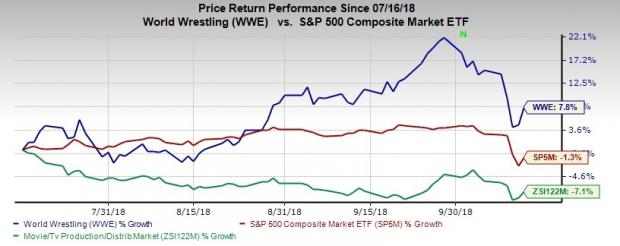 Price Return Performance Since 07/16/18
World Wrestling (WWE) vs. S&P 500 Composite Market ETF
N
22.1%
17.2%
12.5%
WWE: 7.8%
3.6%
SP5M: -1.3%
-4.6%
ZSI122M: -7.1%
7/31/18 8/15/18 8/31/18 9/15/18 9/30/18
World Wrestling (WWE) % Growth S&P 500 Composite Market ETF (SP5M) % Growth
Movie/Tv Production/Distrib Market (ZSI122M) % Growth